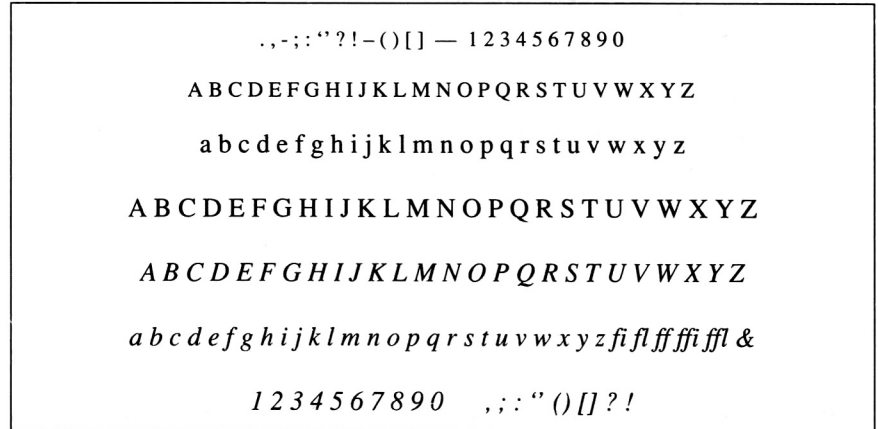 . , - ; : ‘ ’ ? ! – ( ) [ ] — 1 2 3 4 5 6 7 8 9 0
A B C D E F G H I J K L M N O P Q R S T U V W X Y Z
a b c d e f g h i j k l m n o p q r s t u v w x y z
A B C D E F G H I J K L M N O P Q R S T U V W X Y Z
A B C D E F G H I J K L M N O P Q R S T U V W X Y Z
a b c d e f g h i j k l m n o p q r s t u v w x y z fi fl ff ffi ffl &
1 2 3 4 5 6 7 8 9 0 , ; : ‘ ’ ( ) [ ] ? !